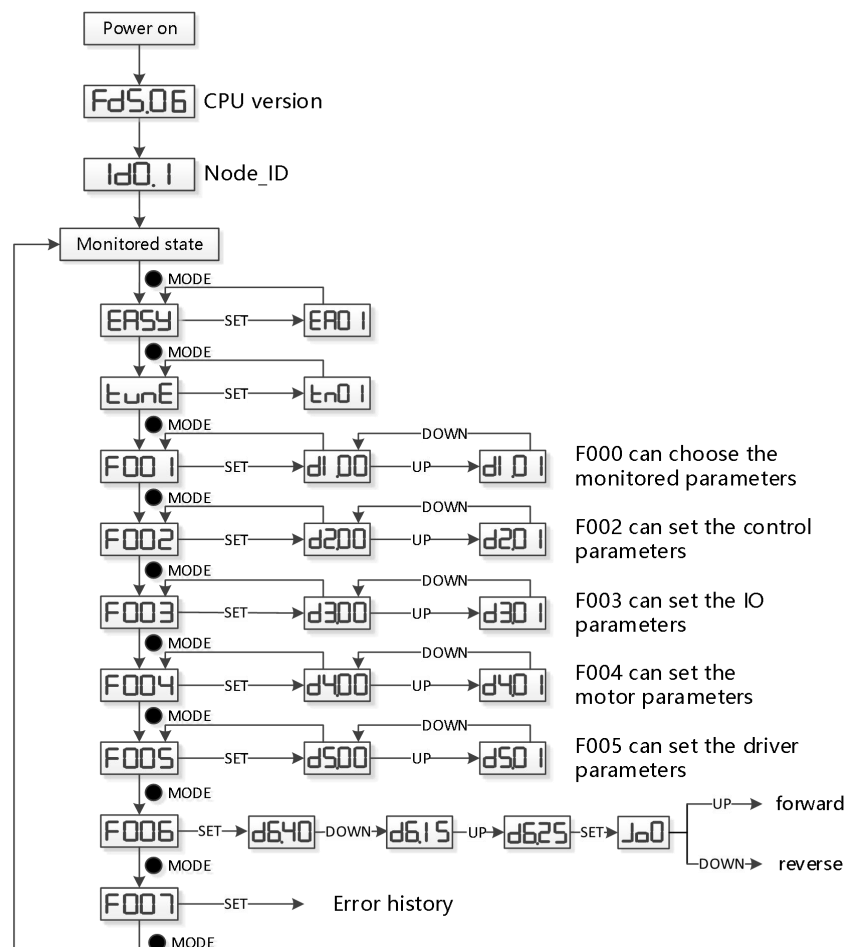 Power on
Fd5.06 CPU version
Id0.1 Node_ID
Monitored state
MODE
EASY SET EA01
MODE
tunE SET tn01
MODE
DOWN
F001 SET d1.00 UP d1.01
F000 can choose the
monitored parameters
MODE
DOWN
F002 SET d2.00 UP d2.01
F002 can set the control
parameters
MODE
DOWN
F003 SET d3.00 UP d3.01
F003 can set the IO
parameters
MODE
DOWN
F004 SET d4.00 UP d4.01
F004 can set the
motor parameters
MODE
DOWN
F005 SET d5.00 UP d5.01
F005 can set the driver
parameters
MODE
UP forward
F006 SET d6.40 DOWN d6.15 UP d6.25 SET Jo0
DOWN reverse
MODE
F007 SET Error history
MODE